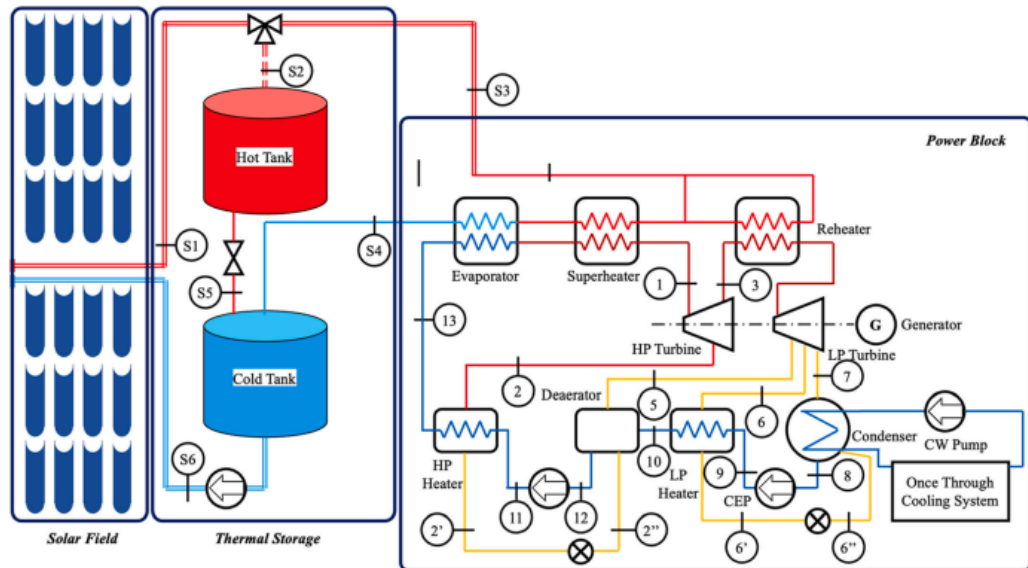 S2
S3
Power Block
Hot Tank
S1
S4
Reheater
Evaporator
Superheater
S5
1
3
13
G
Generator
HP Turbine
LP Turbine
Cold Tank
2
Deaerator
5
6
7
Condenser
CW Pump
S6
HP
Heater
10
LP
Heater
9
8
CEP
Once Through
Cooling System
11
12
2’
2’’
6’
6’’
Solar Field
Thermal Storage